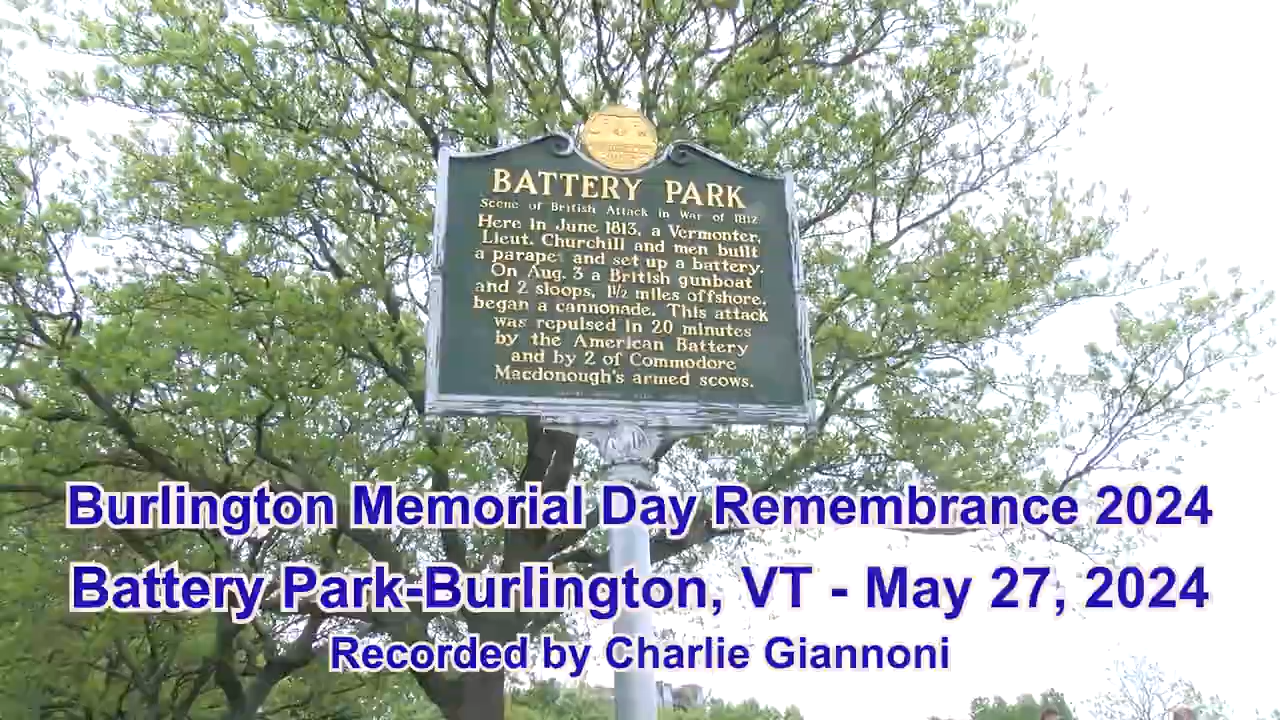 BATTERY PARK
Scene of British Attack in War of 1812
Here in June 1813, a Vermonter,
Lieut. Churchill and men built
a parapet and set up a battery.
On Aug. 3 a British gunboat
and 2 sloops, 1½ miles offshore,
began a cannonade. This attack
was repulsed in 20 minutes
by the American Battery
and by 2 of Commodore
Macdonough's armed scows.
Burlington Memorial Day Remembrance 2024
Battery Park-Burlington, VT - May 27, 2024
Recorded by Charlie Giannoni